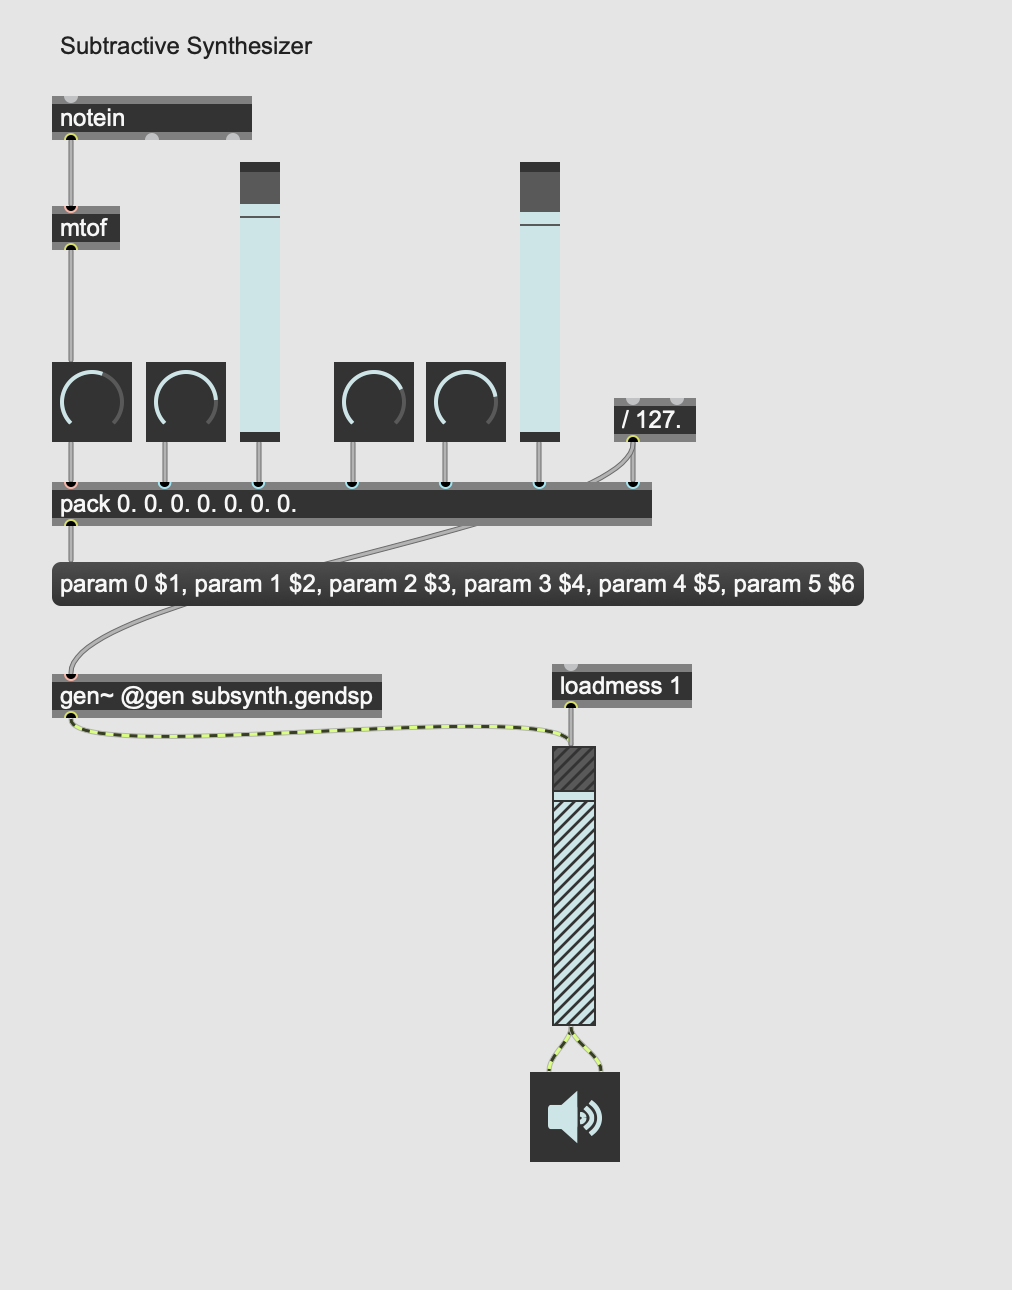 Subtractive Synthesizer
notein
mtof
/ 127.
pack 0. 0. 0. 0. 0. 0. 0.
param 0 $1, param 1 $2, param 2 $3, param 3 $4, param 4 $5, param 5 $6
gen~ @gen subsynth.gendsp
loadmess 1